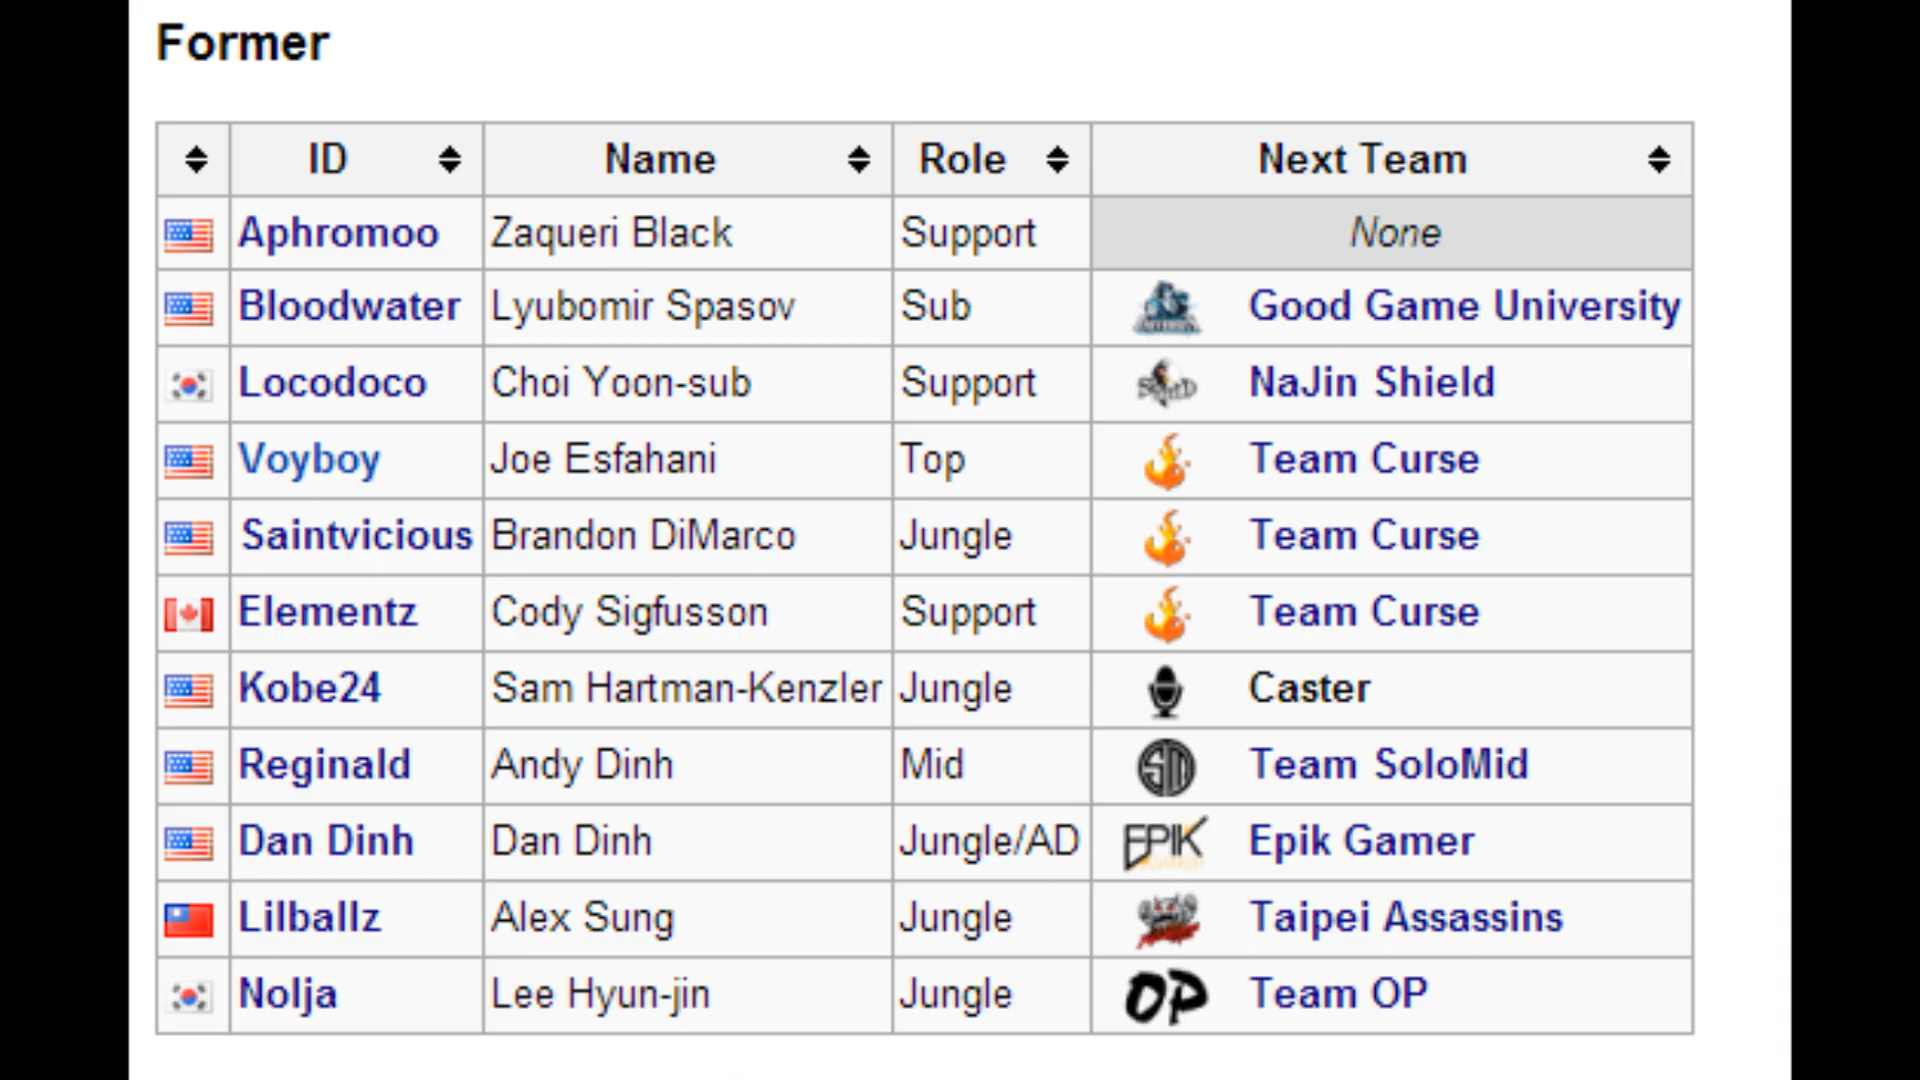 Former
ID Name Role Next Team
Aphromoo Zaqueri Black Support None
Bloodwater Lyubomir Spasov Sub Good Game University
Locodoco Choi Yoon-sub Support NaJin Shield
Voyboy Joe Esfahani Top Team Curse
Saintvicious Brandon DiMarco Jungle Team Curse
Elementz Cody Sigfusson Support Team Curse
Kobe24 Sam Hartman-Kenzler Jungle Caster
Reginald Andy Dinh Mid Team SoloMid
Dan Dinh Dan Dinh Jungle/AD EPIK Epik Gamer
Lilballz Alex Sung Jungle Taipei Assassins
Nolja Lee Hyun-jin Jungle OP Team OP